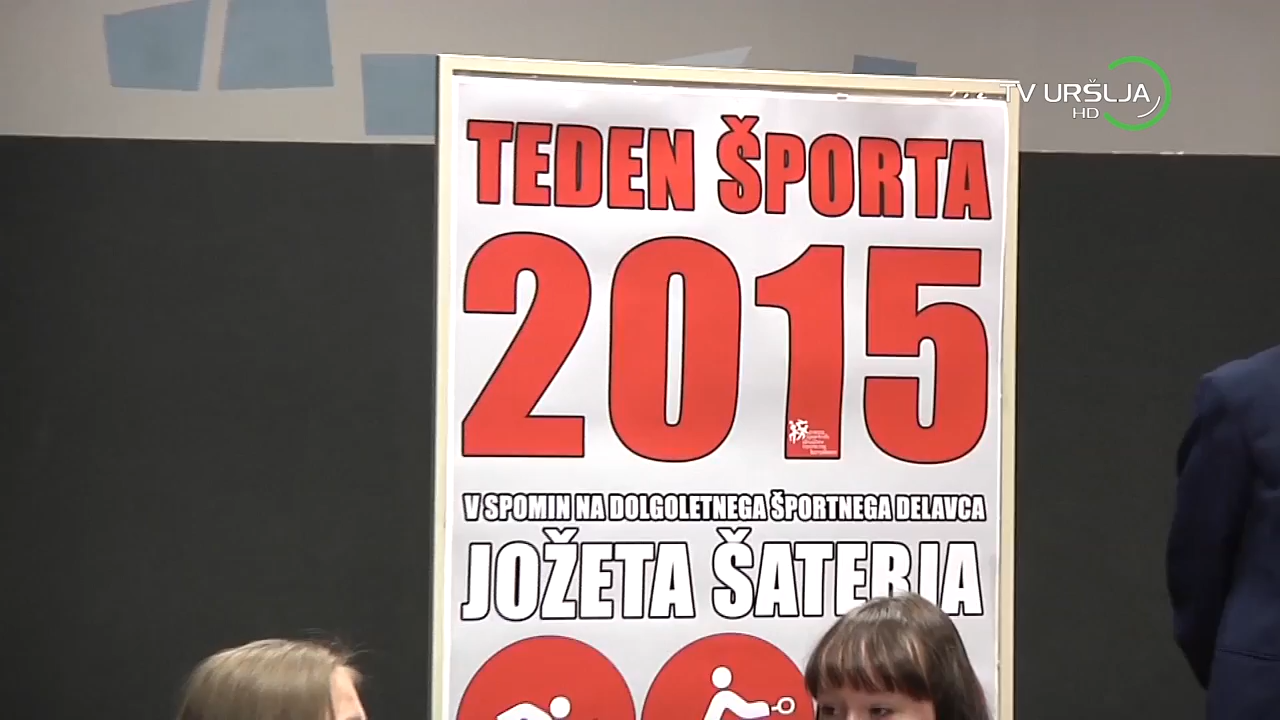 TV URŠLJA
HD
TEDEN ŠPORTA
2015
V SPOMIN NA DOLGOLETNEGA ŠPORTNEGA DELAVCA
JOŽETA ŠATERJA